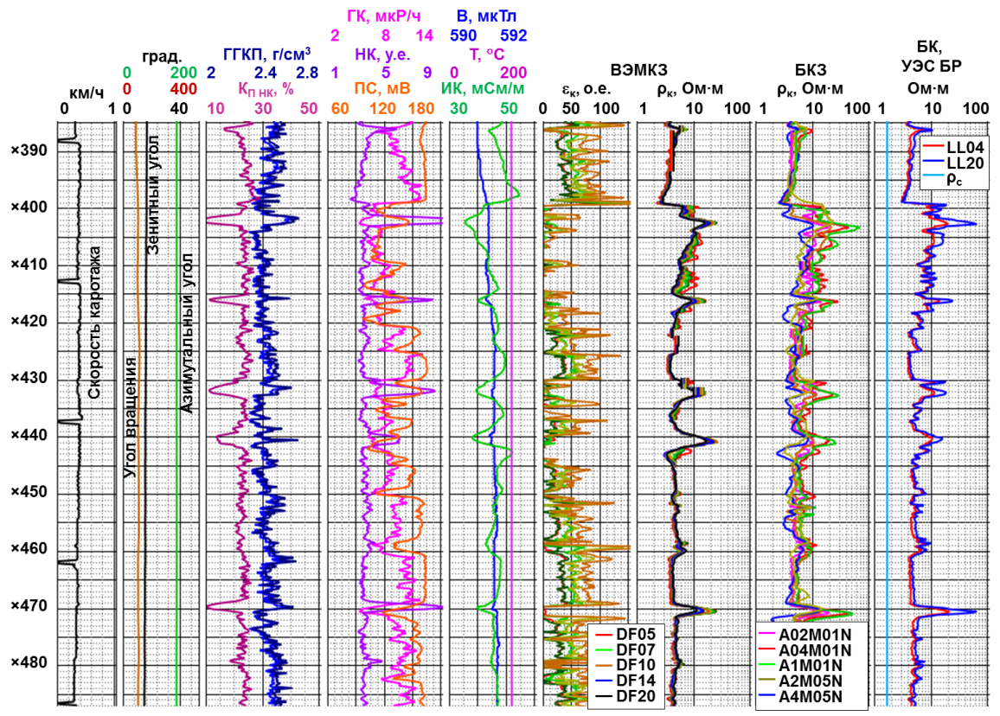 ГК, мкР/ч
2 8 14
В, мкТл
590 592
град.
0 200
0 400
км/ч
0 1
0 40
ГГКП, г/см³
2 2.4 2.8
КП НК, %
10 30 50
НК, у.е.
1 5 9
ПС, мВ
60 120 180
Т, °С
0 200
ИК, мСм/м
30 50
ВЭМКЗ
εк, о.е.
0 50 100
ρк, Ом·м
1 10 100
БКЗ
ρк, Ом·м
1 10 100
БК,
УЭС БР
Ом·м
1 10 100
×390
×400
×410
×420
×430
×440
×450
×460
×470
×480
Скорость каротажа
Угол вращения
Зенитный угол
Азимутальный угол
LL04
LL20
ρс
DF05
DF07
DF10
DF14
DF20
A02M01N
A04M01N
A1M01N
A2M05N
A4M05N